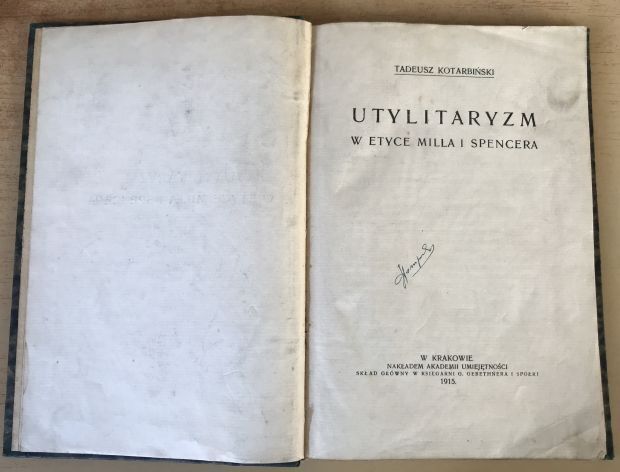 TADEUSZ KOTARBIŃSKI
UTYLITARYZM
W ETYCE MILLA I SPENCERA
W KRAKOWIE
NAKŁADEM AKADEMII UMIEJĘTNOŚCI
SKŁAD GŁÓWNY W KSIĘGARNI G. GEBETHNERA I SPÓŁKI
1915.